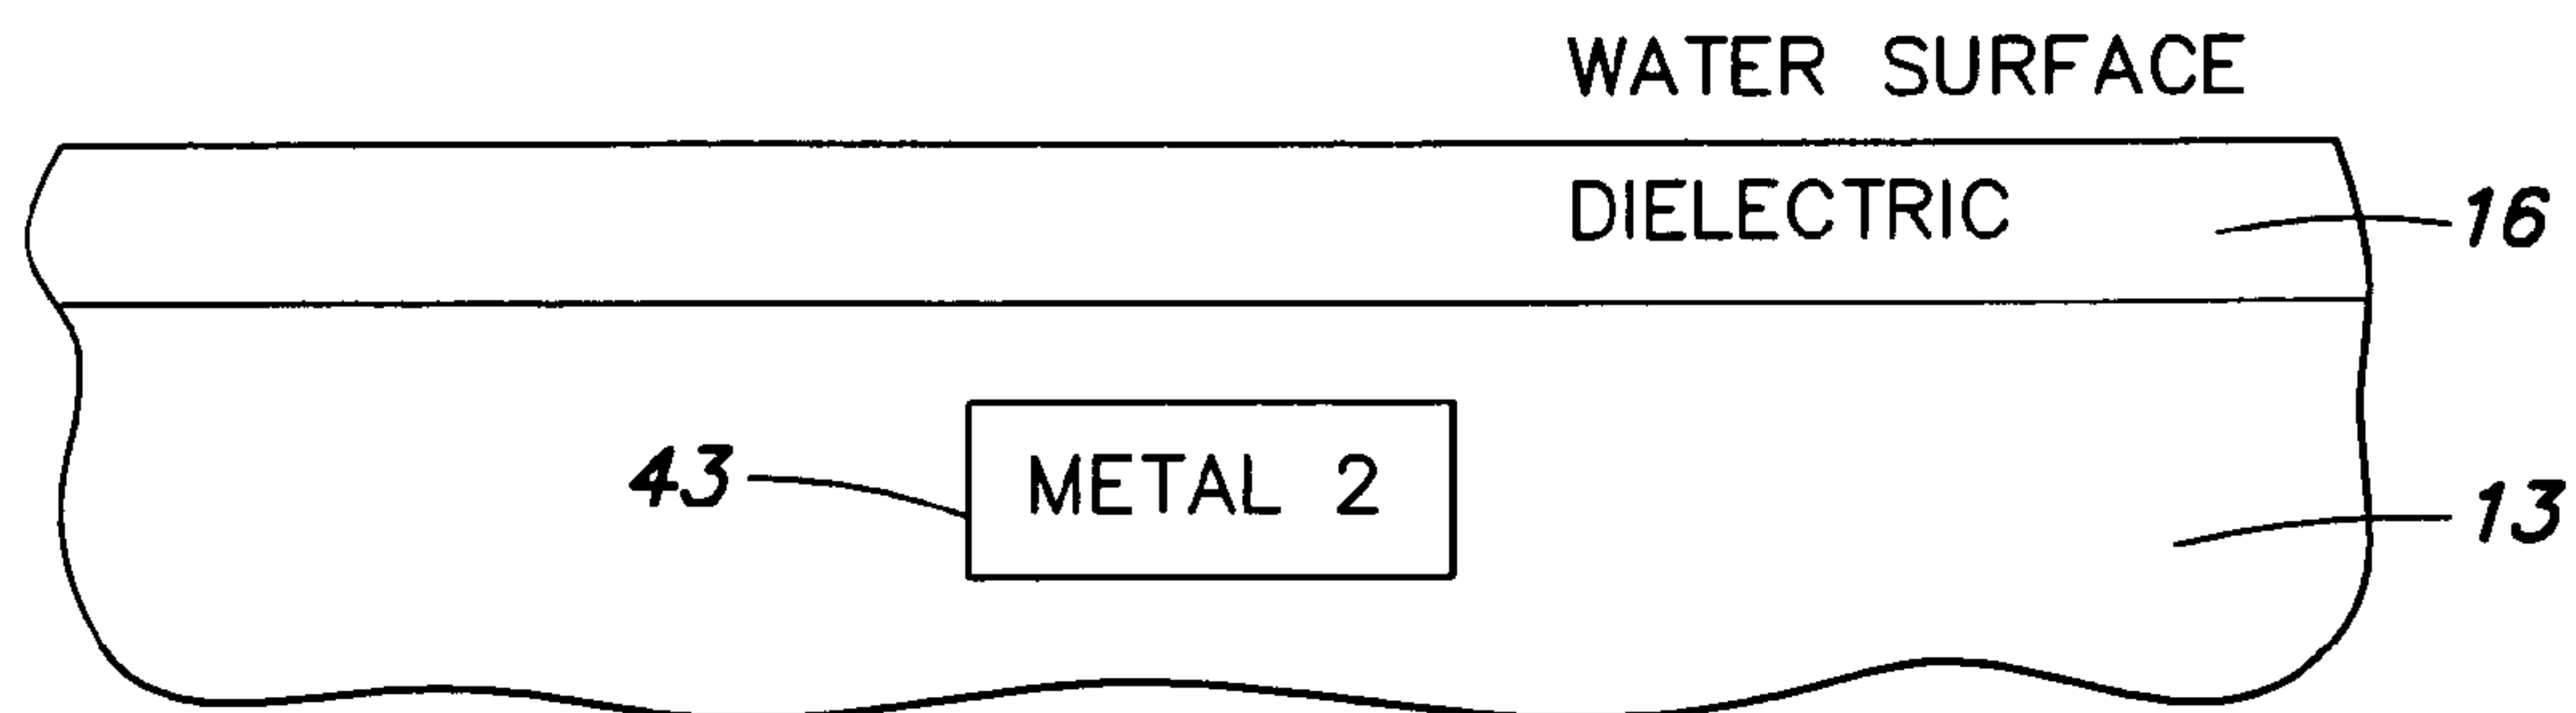 WATER SURFACE
DIELECTRIC
16
43
METAL 2
13